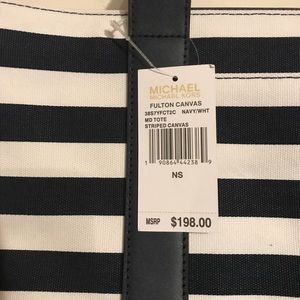 MICHAEL
MICHAEL KORS
FULTON CANVAS
38S7YFCT2C NAVY/WHT
MD TOTE
STRIPED CANVAS
1 90864 44238 9
NS
MSRP $198.00